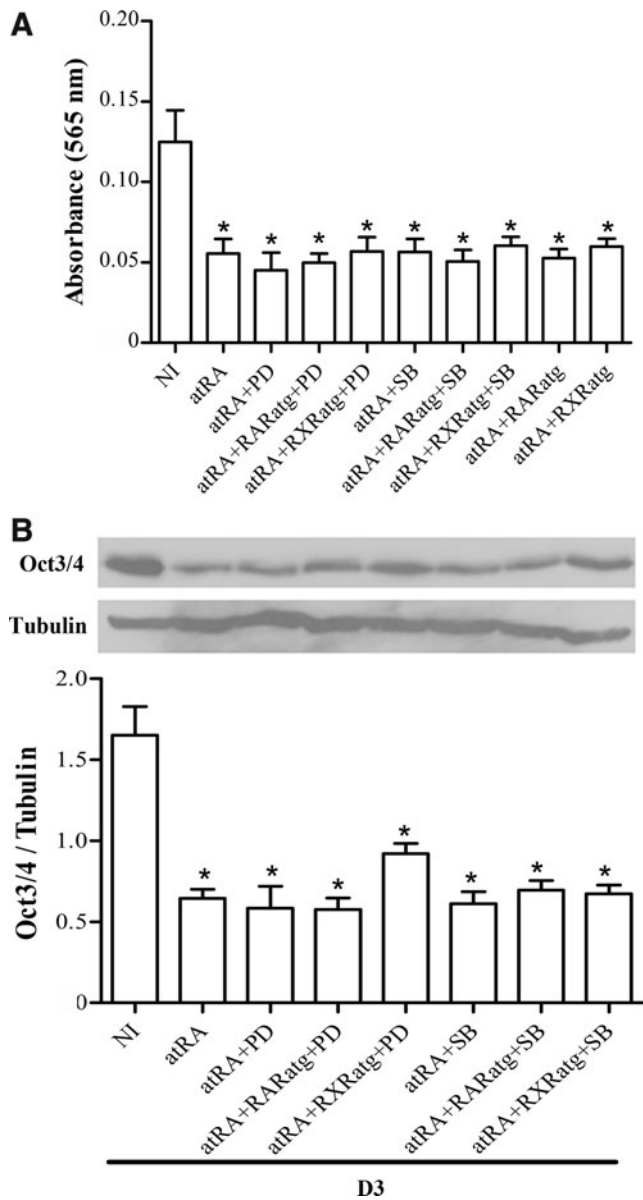 A
0.20
0.15
0.10
0.05
0
Absorbance (565 nm)
* * * * * * * * *
NI
atRA
atRA+PD
atRA+RARatg+PD
atRA+RXRatg+PD
atRA+SB
atRA+RARatg+SB
atRA+RXRatg+SB
atRA+RARatg
atRA+RXRatg
B
Oct3/4
Tubulin
2.0
1.5
1.0
0.5
0
Oct3/4 / Tubulin
* * * * * * *
NI
atRA
atRA+PD
atRA+RARatg+PD
atRA+RXRatg+PD
atRA+SB
atRA+RARatg+SB
atRA+RXRatg+SB
D3